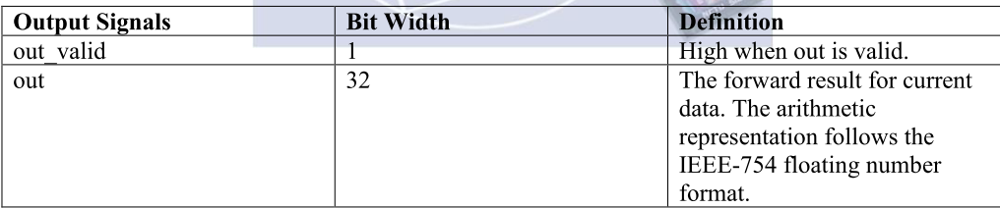 Output Signals Bit Width Definition
out_valid 1 High when out is valid.
out 32 The forward result for current
data. The arithmetic
representation follows the
IEEE-754 floating number
format.